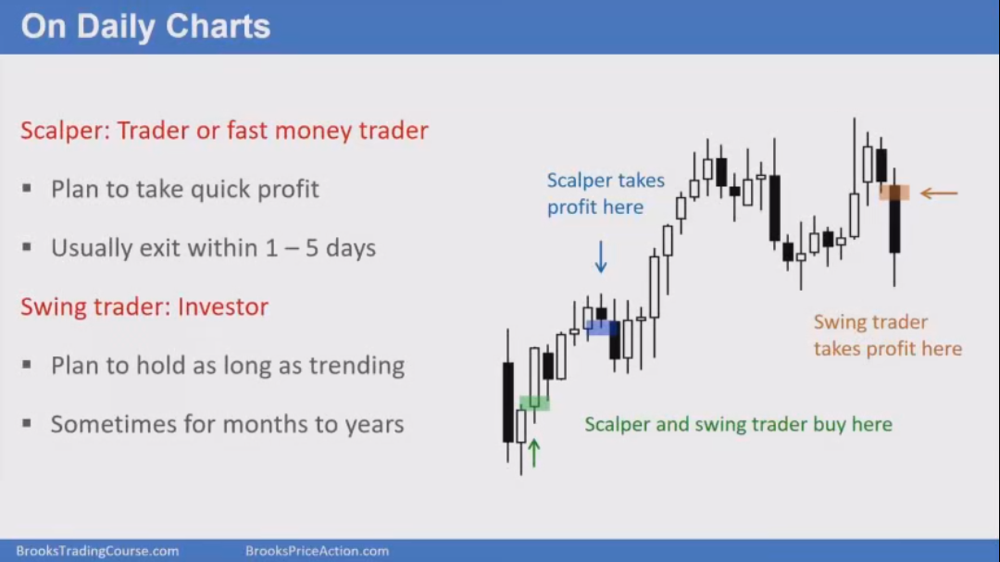 On Daily Charts
Scalper: Trader or fast money trader
▪ Plan to take quick profit
▪ Usually exit within 1 – 5 days
Swing trader: Investor
▪ Plan to hold as long as trending
▪ Sometimes for months to years
Scalper takes
profit here
Swing trader
takes profit here
Scalper and swing trader buy here
BrooksTradingCourse.com
BrooksPriceAction.com